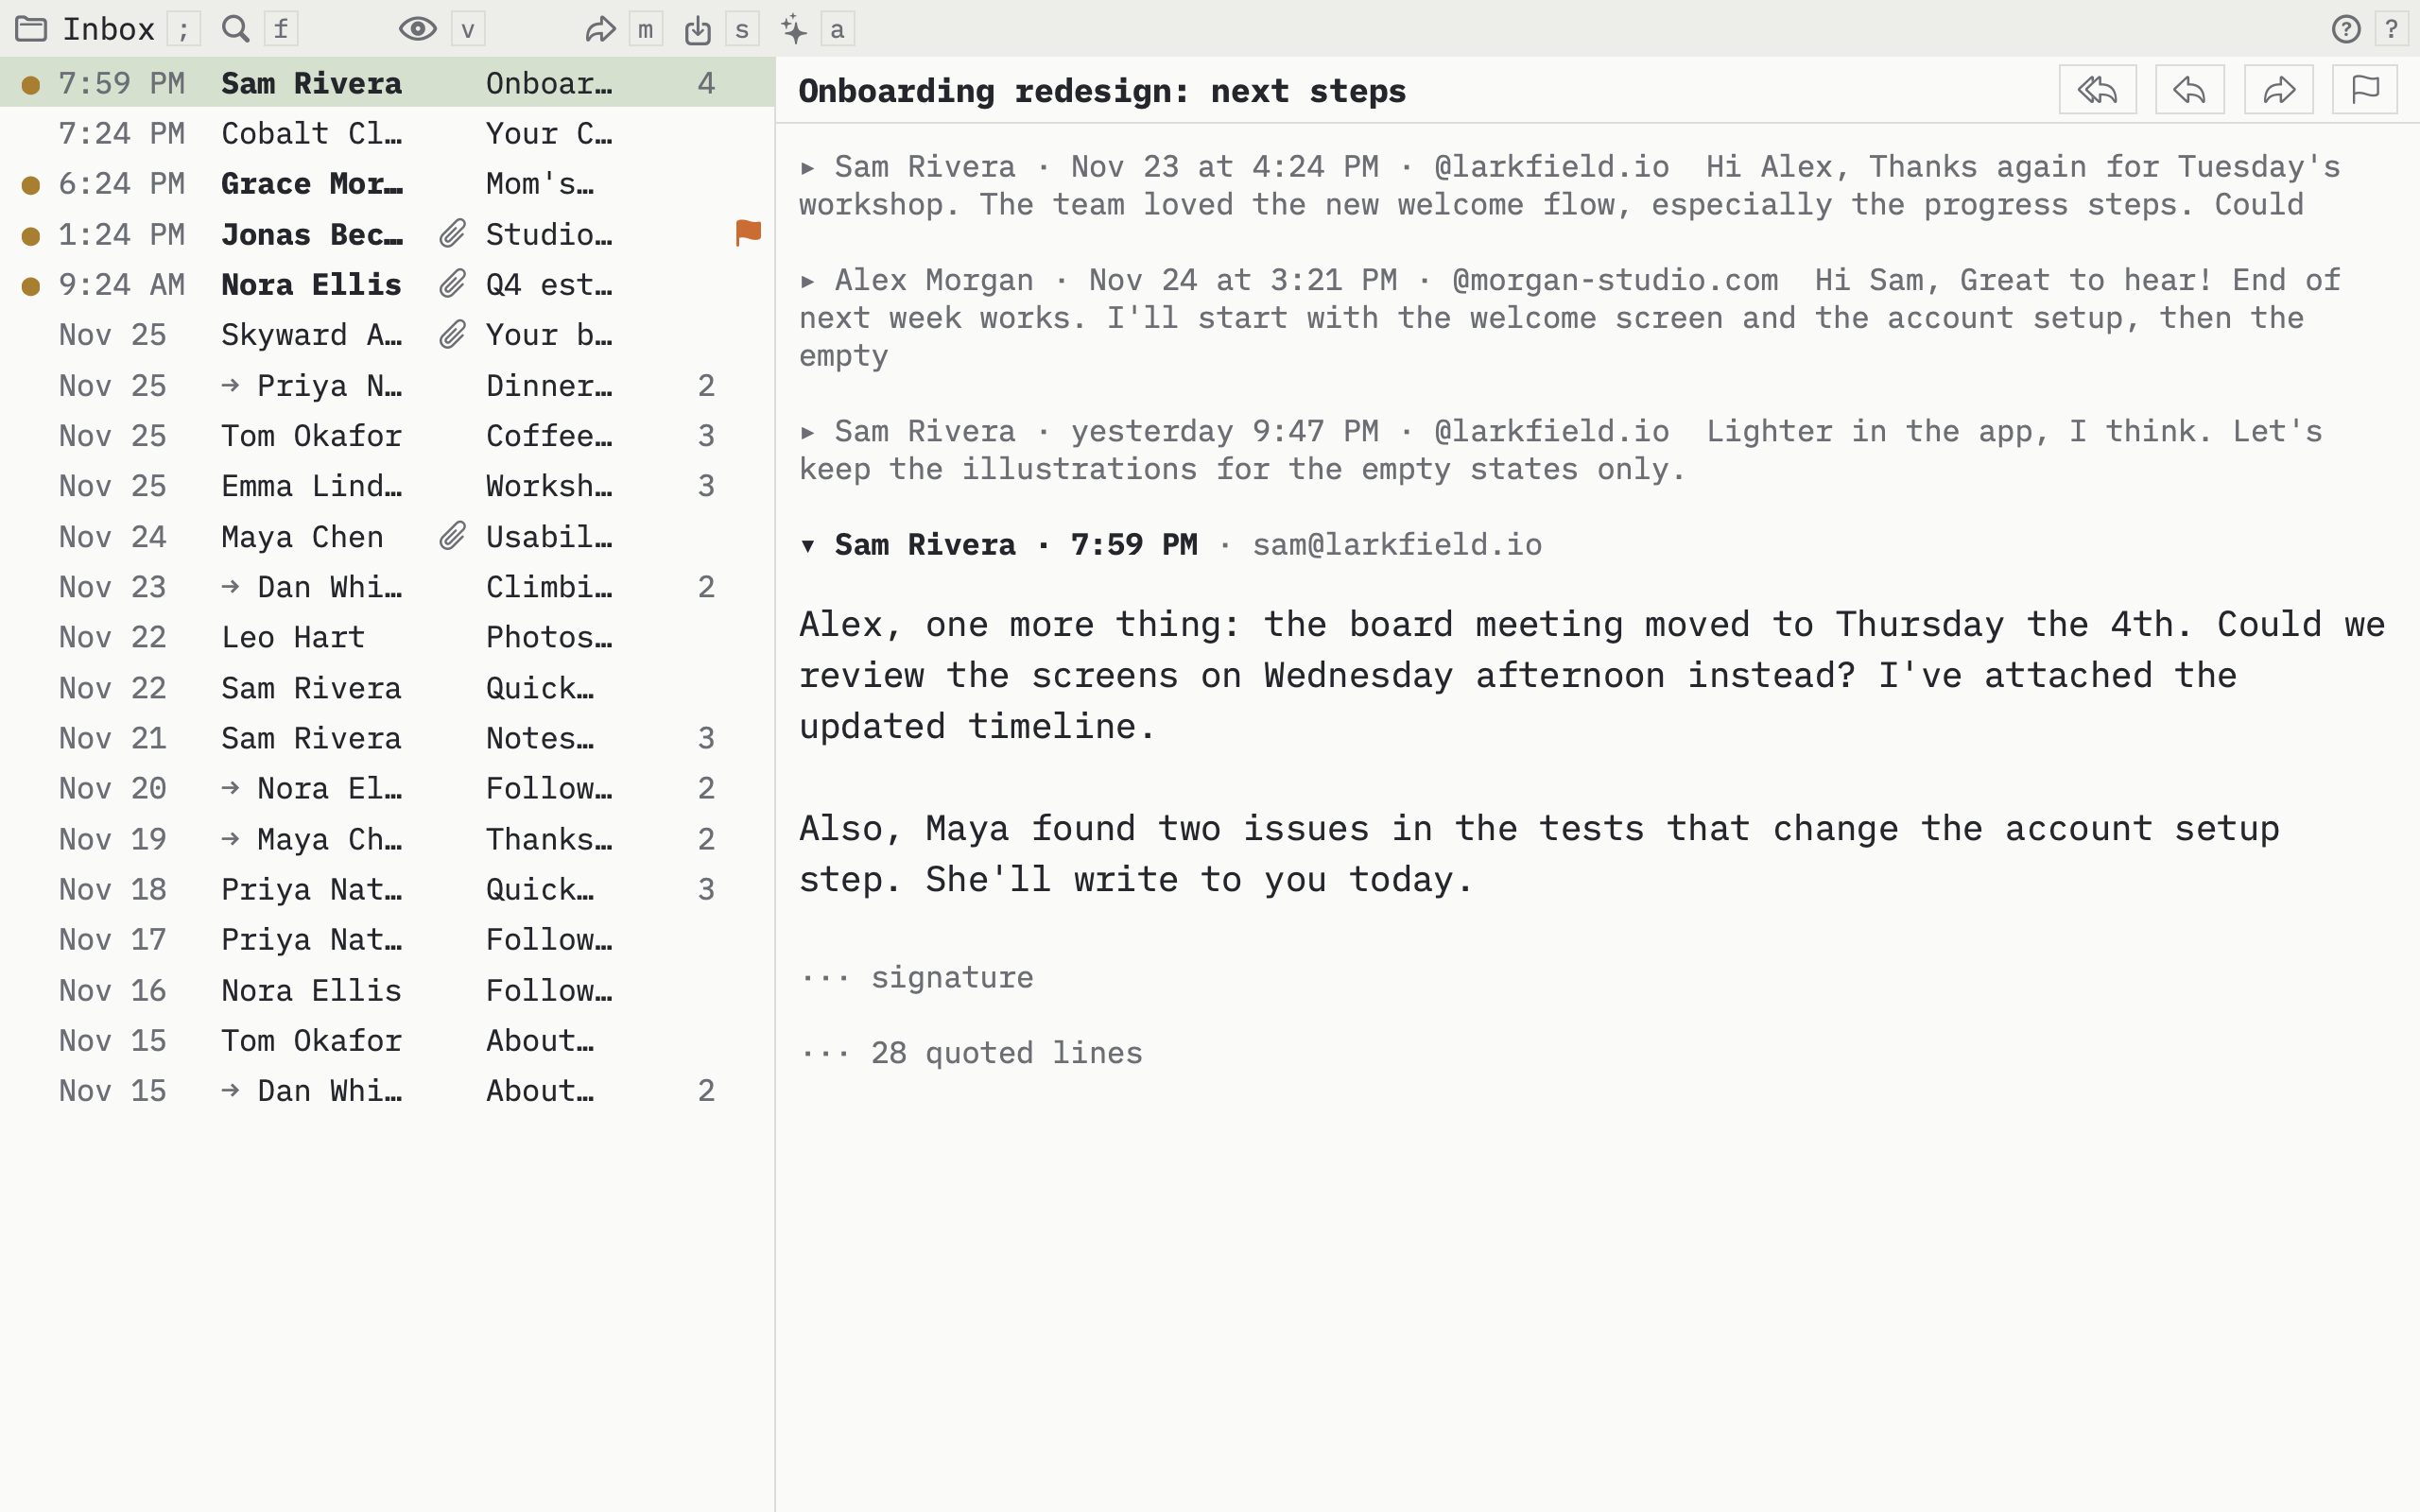 Inbox ; f v m s a ?
7:59 PM Sam Rivera Onboar… 4
7:24 PM Cobalt Cl… Your C…
6:24 PM Grace Mor… Mom's…
1:24 PM Jonas Bec… Studio…
9:24 AM Nora Ellis Q4 est…
Nov 25 Skyward A… Your b…
Nov 25 → Priya N… Dinner… 2
Nov 25 Tom Okafor Coffee… 3
Nov 25 Emma Lind… Worksh… 3
Nov 24 Maya Chen Usabil…
Nov 23 → Dan Whi… Climbi… 2
Nov 22 Leo Hart Photos…
Nov 22 Sam Rivera Quick…
Nov 21 Sam Rivera Notes… 3
Nov 20 → Nora El… Follow… 2
Nov 19 → Maya Ch… Thanks… 2
Nov 18 Priya Nat… Quick… 3
Nov 17 Priya Nat… Follow…
Nov 16 Nora Ellis Follow…
Nov 15 Tom Okafor About…
Nov 15 → Dan Whi… About… 2
Onboarding redesign: next steps
▸ Sam Rivera · Nov 23 at 4:24 PM · @larkfield.io Hi Alex, Thanks again for Tuesday's
workshop. The team loved the new welcome flow, especially the progress steps. Could
▸ Alex Morgan · Nov 24 at 3:21 PM · @morgan-studio.com Hi Sam, Great to hear! End of
next week works. I'll start with the welcome screen and the account setup, then the
empty
▸ Sam Rivera · yesterday 9:47 PM · @larkfield.io Lighter in the app, I think. Let's
keep the illustrations for the empty states only.
▾ Sam Rivera · 7:59 PM · sam@larkfield.io
Alex, one more thing: the board meeting moved to Thursday the 4th. Could we
review the screens on Wednesday afternoon instead? I've attached the
updated timeline.
Also, Maya found two issues in the tests that change the account setup
step. She'll write to you today.
··· signature
··· 28 quoted lines